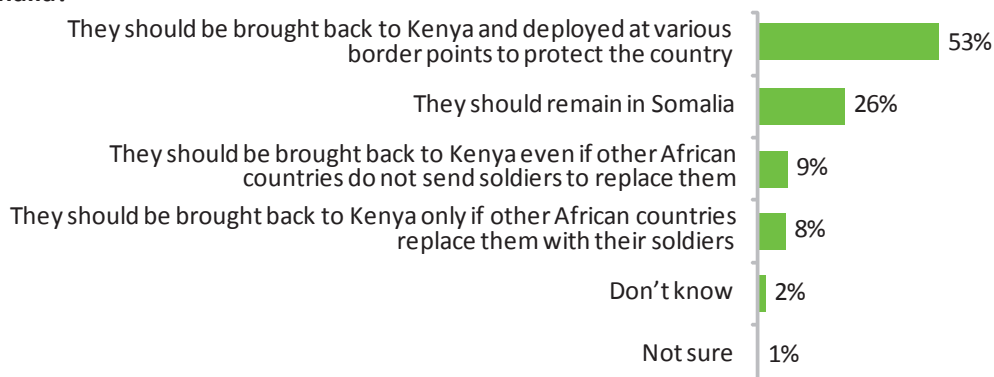 They should be brought back to Kenya and deployed at various
border points to protect the country
53%
They should remain in Somalia
26%
They should be brought back to Kenya even if other African
countries do not send soldiers to replace them
9%
They should be brought back to Kenya only if other African countries
replace them with their soldiers
8%
Don't know
2%
Not sure
1%